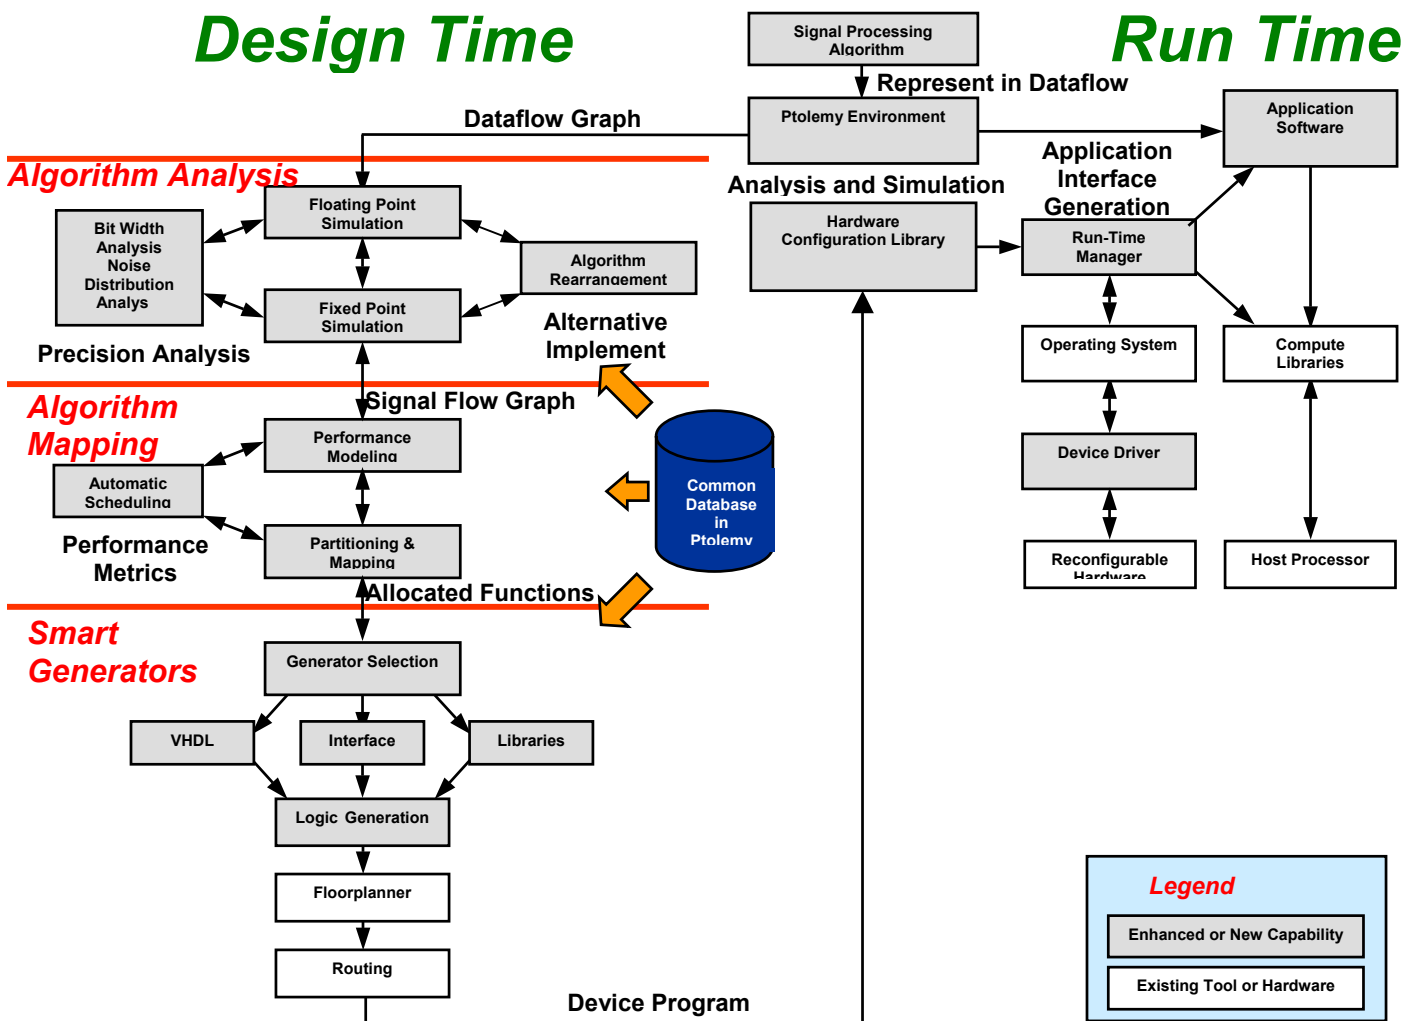 Design Time
Run Time
Signal Processing
Algorithm
Represent in Dataflow
Ptolemy Environment
Application
Software
Dataflow Graph
Algorithm Analysis
Application
Interface
Generation
Analysis and Simulation
Floating Point
Simulation
Bit Width
Analysis
Noise
Distribution
Analys
Algorithm
Rearrangement
Fixed Point
Simulation
Hardware
Configuration Library
Run-Time
Manager
Precision Analysis
Alternative
Implement
Operating System
Compute
Libraries
Algorithm
Mapping
Signal Flow Graph
Performance
Modeling
Automatic
Scheduling
Common
Database
in
Ptolemy
Device Driver
Performance
Metrics
Partitioning &
Mapping
Reconfigurable
Hardware
Host Processor
Allocated Functions
Smart
Generators
Generator Selection
VHDL
Interface
Libraries
Logic Generation
Floorplanner
Routing
Device Program
Legend
Enhanced or New Capability
Existing Tool or Hardware